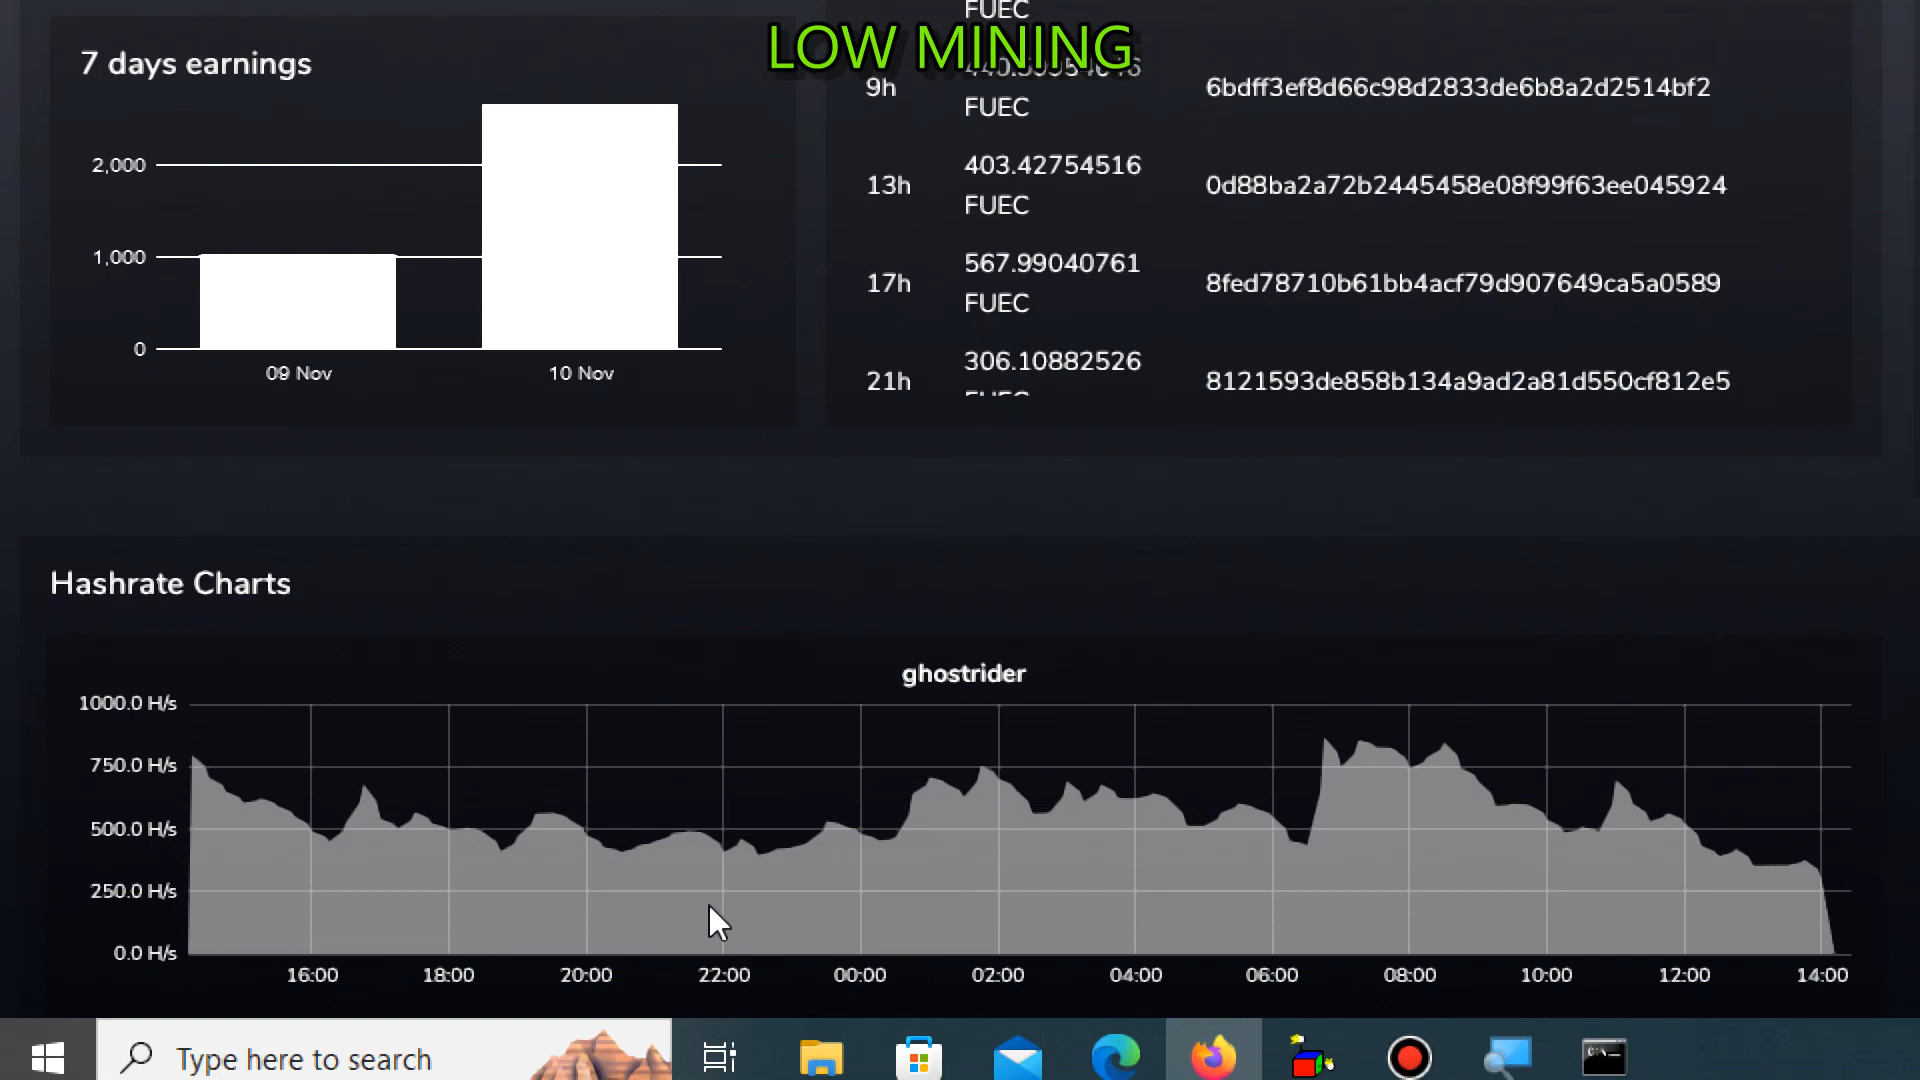 FUEC
LOW MINING
7 days earnings
2,000
1,000
0
09 Nov
10 Nov
9h
FUEC
6bdff3ef8d66c98d2833de6b8a2d2514bf2
13h
403.42754516
FUEC
0d88ba2a72b2445458e08f99f63ee045924
17h
567.99040761
FUEC
8fed78710b61bb4acf79d907649ca5a0589
21h
306.10882526
8121593de858b134a9ad2a81d550cf812e5
Hashrate Charts
ghostrider
1000.0 H/s
750.0 H/s
500.0 H/s
250.0 H/s
0.0 H/s
16:00 18:00 20:00 22:00 00:00 02:00 04:00 06:00 08:00 10:00 12:00 14:00
Type here to search